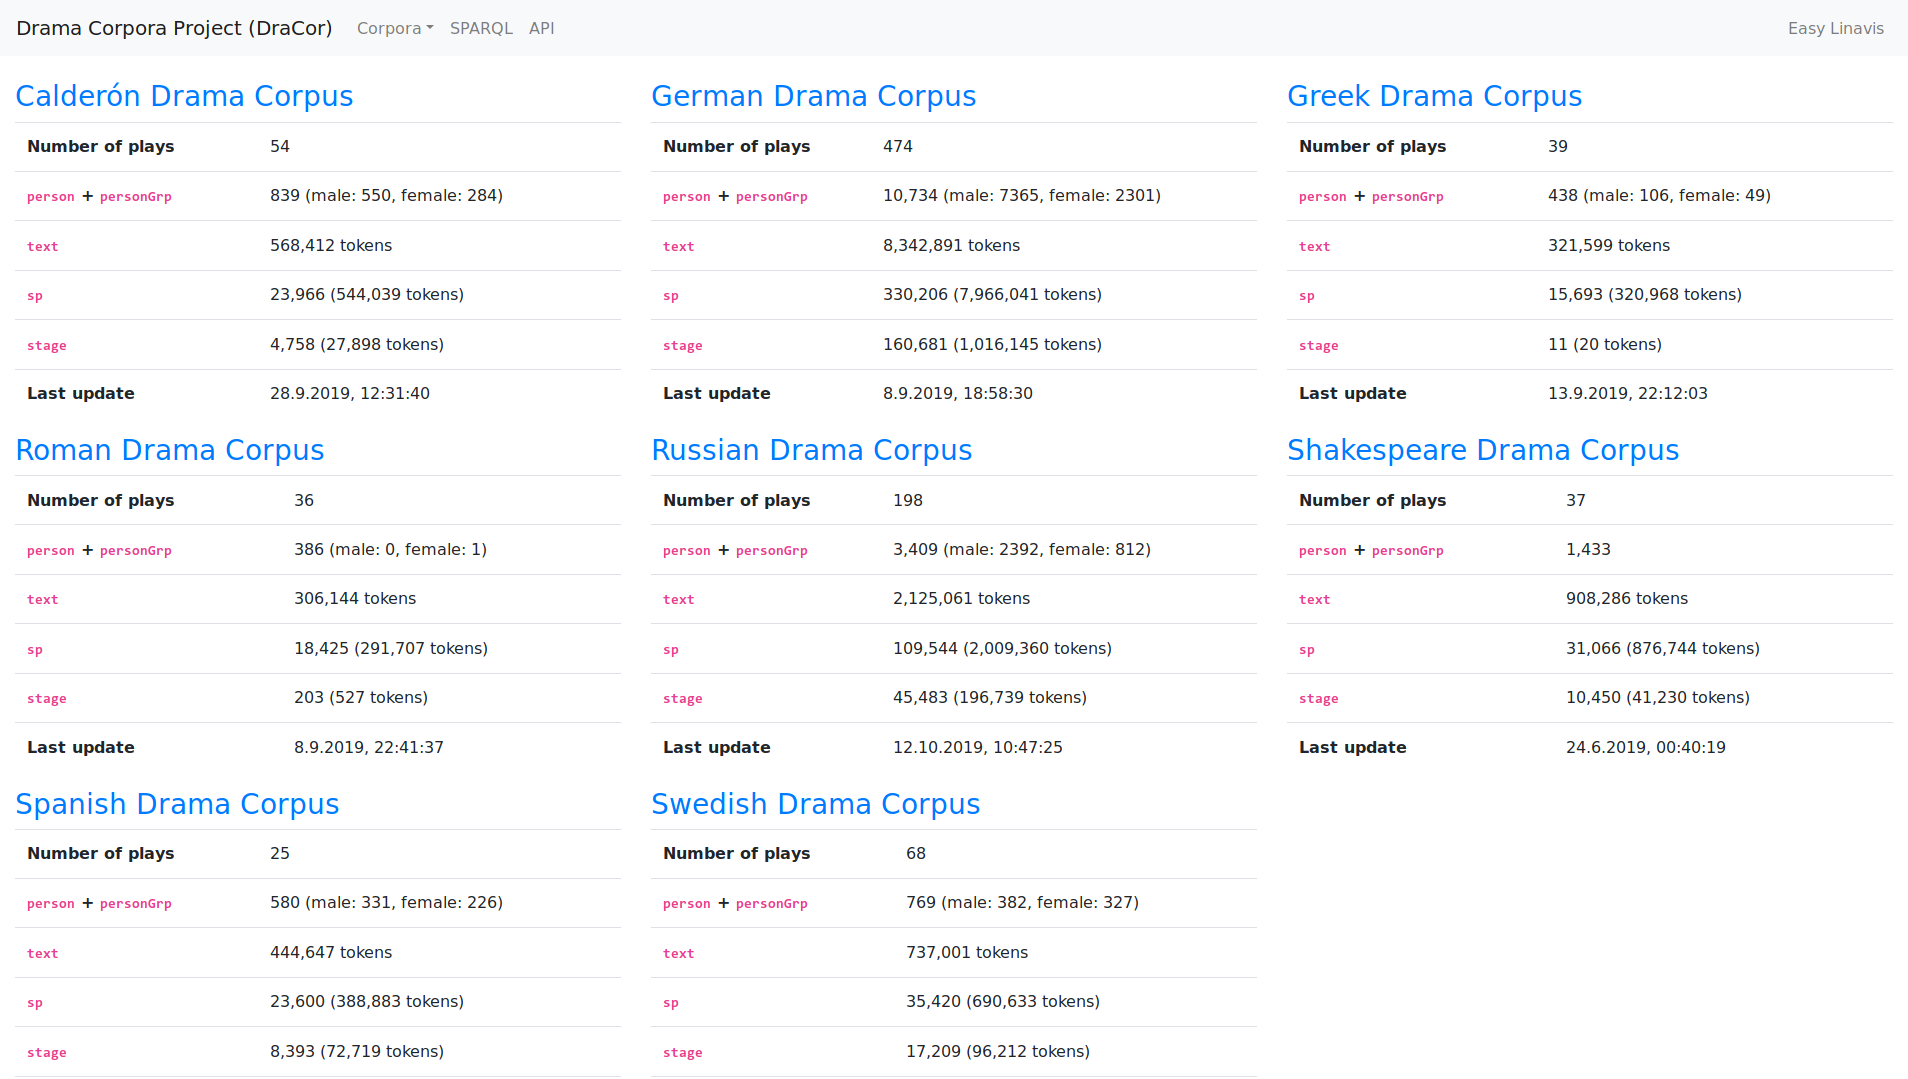 Drama Corpora Project (DraCor) Corpora SPARQL API Easy Linavis
Calderón Drama Corpus
Number of plays 54
person + personGrp 839 (male: 550, female: 284)
text 568,412 tokens
sp 23,966 (544,039 tokens)
stage 4,758 (27,898 tokens)
Last update 28.9.2019, 12:31:40
German Drama Corpus
Number of plays 474
person + personGrp 10,734 (male: 7365, female: 2301)
text 8,342,891 tokens
sp 330,206 (7,966,041 tokens)
stage 160,681 (1,016,145 tokens)
Last update 8.9.2019, 18:58:30
Greek Drama Corpus
Number of plays 39
person + personGrp 438 (male: 106, female: 49)
text 321,599 tokens
sp 15,693 (320,968 tokens)
stage 11 (20 tokens)
Last update 13.9.2019, 22:12:03
Roman Drama Corpus
Number of plays 36
person + personGrp 386 (male: 0, female: 1)
text 306,144 tokens
sp 18,425 (291,707 tokens)
stage 203 (527 tokens)
Last update 8.9.2019, 22:41:37
Russian Drama Corpus
Number of plays 198
person + personGrp 3,409 (male: 2392, female: 812)
text 2,125,061 tokens
sp 109,544 (2,009,360 tokens)
stage 45,483 (196,739 tokens)
Last update 12.10.2019, 10:47:25
Shakespeare Drama Corpus
Number of plays 37
person + personGrp 1,433
text 908,286 tokens
sp 31,066 (876,744 tokens)
stage 10,450 (41,230 tokens)
Last update 24.6.2019, 00:40:19
Spanish Drama Corpus
Number of plays 25
person + personGrp 580 (male: 331, female: 226)
text 444,647 tokens
sp 23,600 (388,883 tokens)
stage 8,393 (72,719 tokens)
Swedish Drama Corpus
Number of plays 68
person + personGrp 769 (male: 382, female: 327)
text 737,001 tokens
sp 35,420 (690,633 tokens)
stage 17,209 (96,212 tokens)